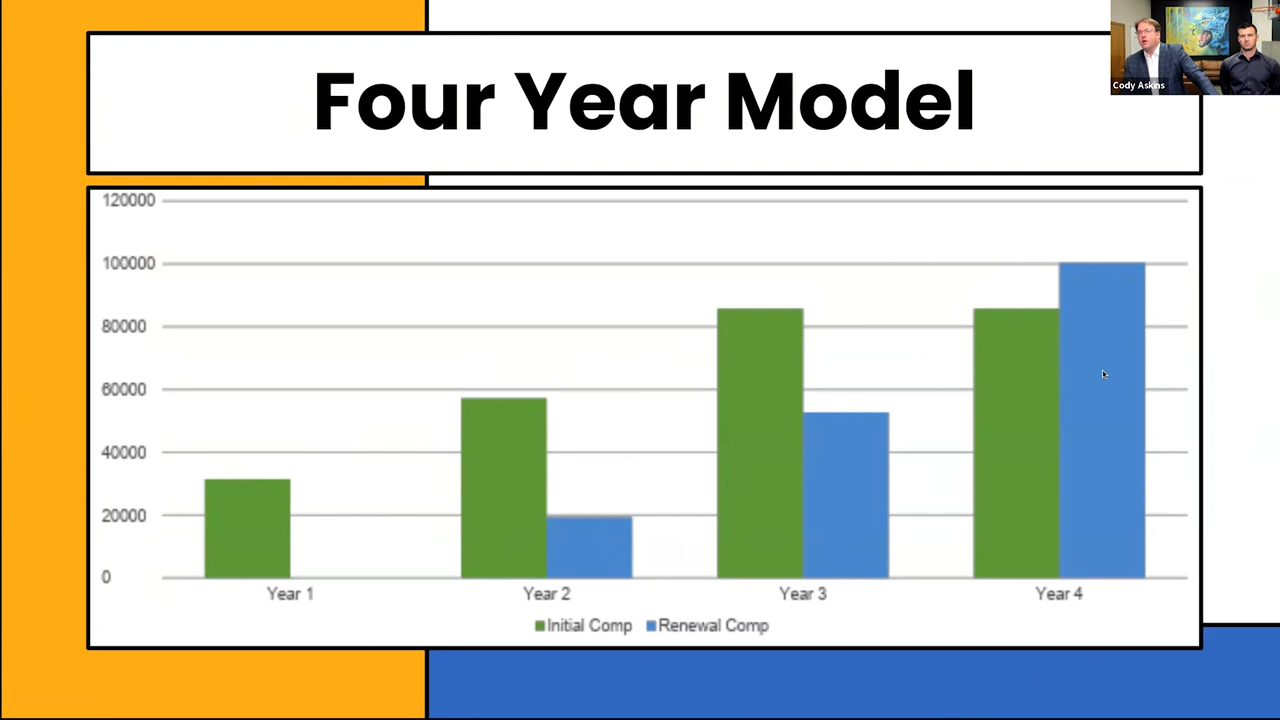 Four Year Model
Cody Askins
120000
100000
80000
60000
40000
20000
0
Year 1 Year 2 Year 3 Year 4
Initial Comp Renewal Comp